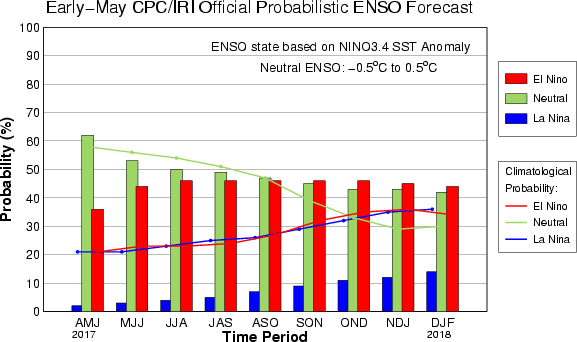 Early-May CPC/IRI Official Probabilistic ENSO Forecast
ENSO state based on NINO3.4 SST Anomaly
Neutral ENSO: -0.5°C to 0.5°C
Probability (%)
100
90
80
70
60
50
40
30
20
10
0
AMJ MJJ JJA JAS ASO SON OND NDJ DJF
2017 2018
Time Period
El Nino
Neutral
La Nina
Climatological
Probability:
El Nino
Neutral
La Nina